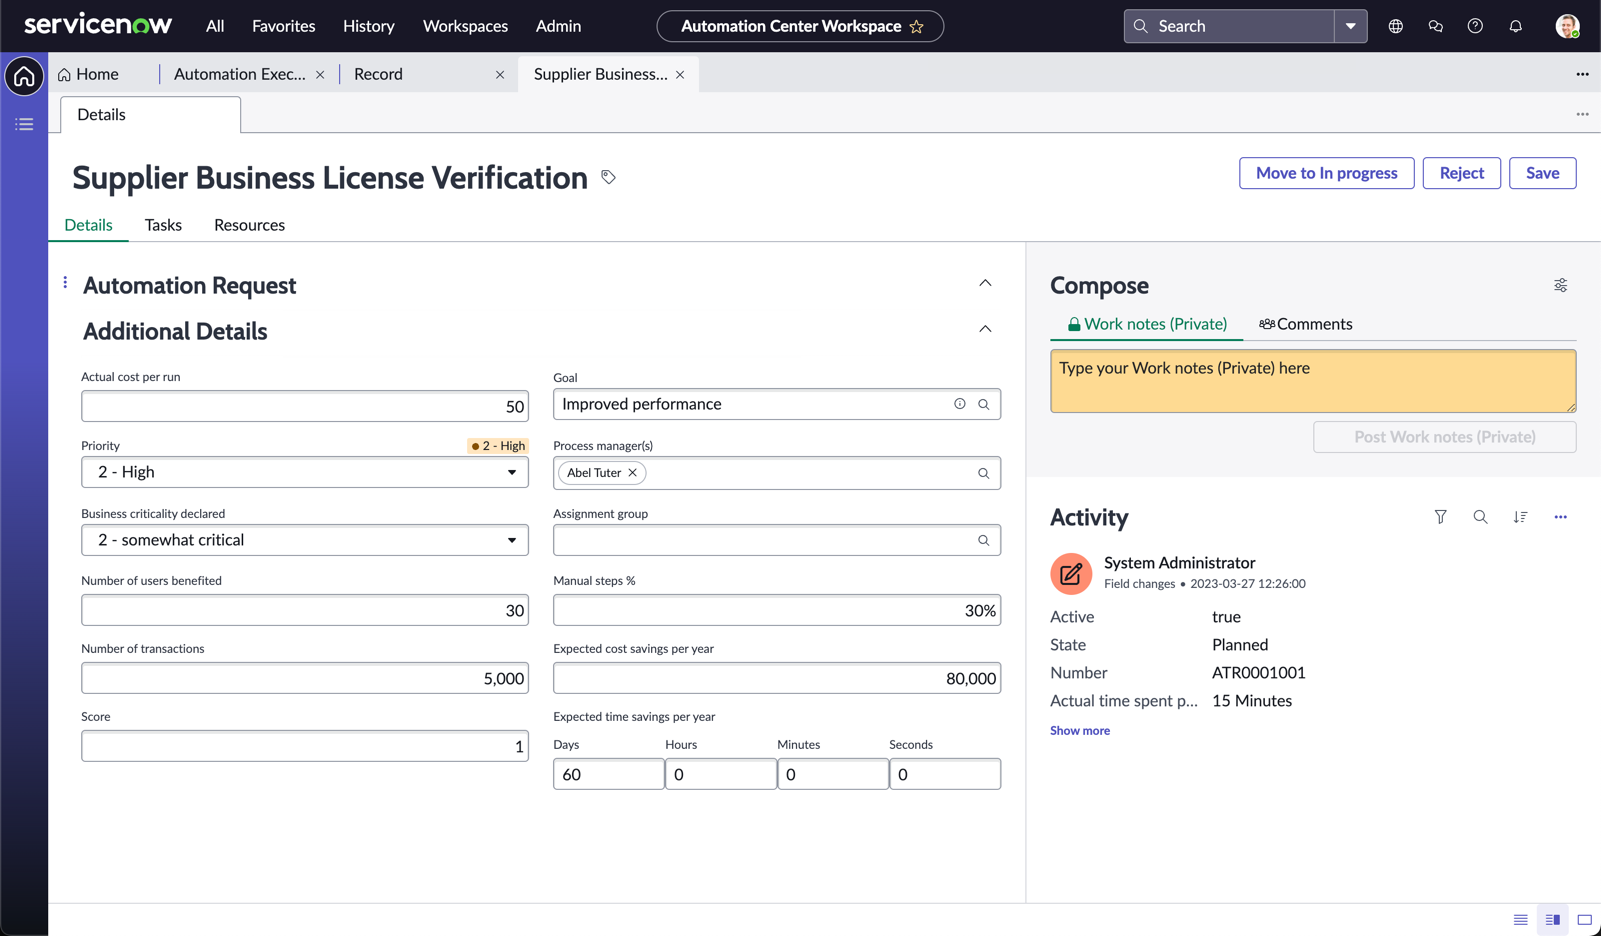 servicenow All Favorites History Workspaces Admin Automation Center Workspace Search
Home Automation Exec... Record Supplier Business...
Details
Supplier Business License Verification Move to In progress Reject Save
Details Tasks Resources
Automation Request
Additional Details
Actual cost per run
50
Goal
Improved performance
Priority 2 - High
2 - High
Process manager(s)
Abel Tuter
Business criticality declared
2 - somewhat critical
Assignment group
Number of users benefited
30
Manual steps %
30%
Number of transactions
5,000
Expected cost savings per year
80,000
Score
1
Expected time savings per year
Days Hours Minutes Seconds
60 0 0 0
Compose
Work notes (Private) Comments
Type your Work notes (Private) here
Post Work notes (Private)
Activity
System Administrator
Field changes • 2023-03-27 12:26:00
Active true
State Planned
Number ATR0001001
Actual time spent p... 15 Minutes
Show more